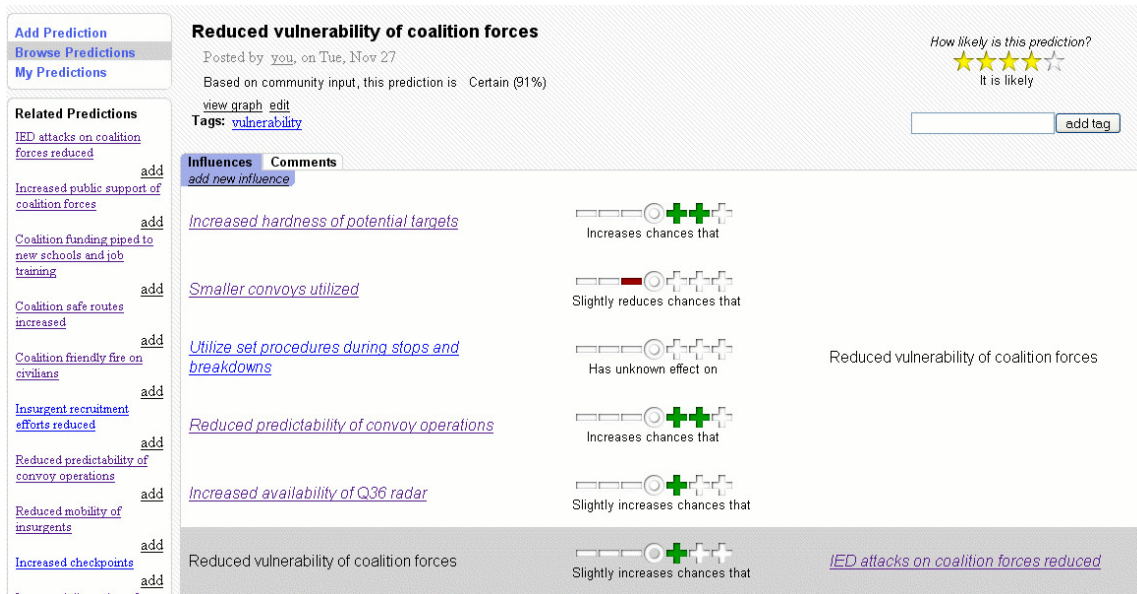 Add Prediction
Browse Predictions
My Predictions
Related Predictions
IED attacks on coalition
forces reduced
add
Increased public support of
coalition forces
add
Coalition funding piped to
new schools and job
training
add
Coalition safe routes
increased
add
Coalition friendly fire on
civilians
add
Insurgent recruitment
efforts reduced
add
Reduced predictability of
convoy operations
add
Reduced mobility of
insurgents
add
Increased checkpoints
add
Reduced vulnerability of coalition forces
Posted by you, on Tue, Nov 27
Based on community input, this prediction is Certain (91%)
view graph edit
Tags: vulnerability
How likely is this prediction?
It is likely
add tag
Influences Comments
add new influence
Increased hardness of potential targets
Increases chances that
Smaller convoys utilized
Slightly reduces chances that
Utilize set procedures during stops and
breakdowns
Has unknown effect on
Reduced vulnerability of coalition forces
Reduced predictability of convoy operations
Increases chances that
Increased availability of Q36 radar
Slightly increases chances that
Reduced vulnerability of coalition forces
Slightly increases chances that
IED attacks on coalition forces reduced